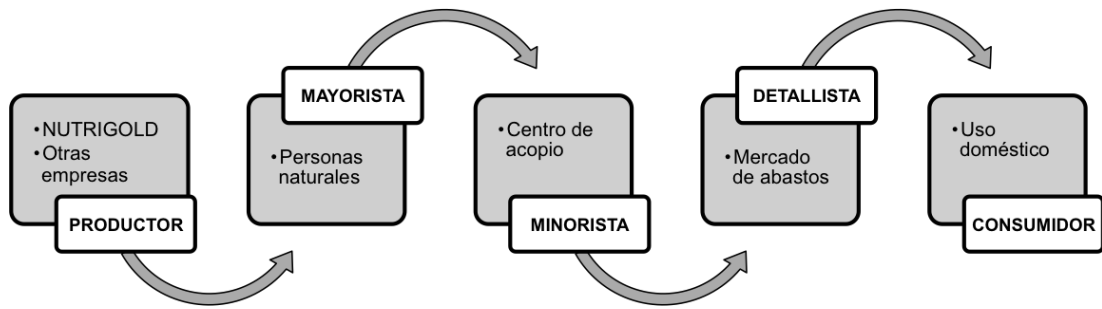 • NUTRIGOLD
• Otras
empresas
PRODUCTOR
MAYORISTA
• Personas
naturales
• Centro de
acopio
MINORISTA
DETALLISTA
• Mercado
de abastos
• Uso
doméstico
CONSUMIDOR